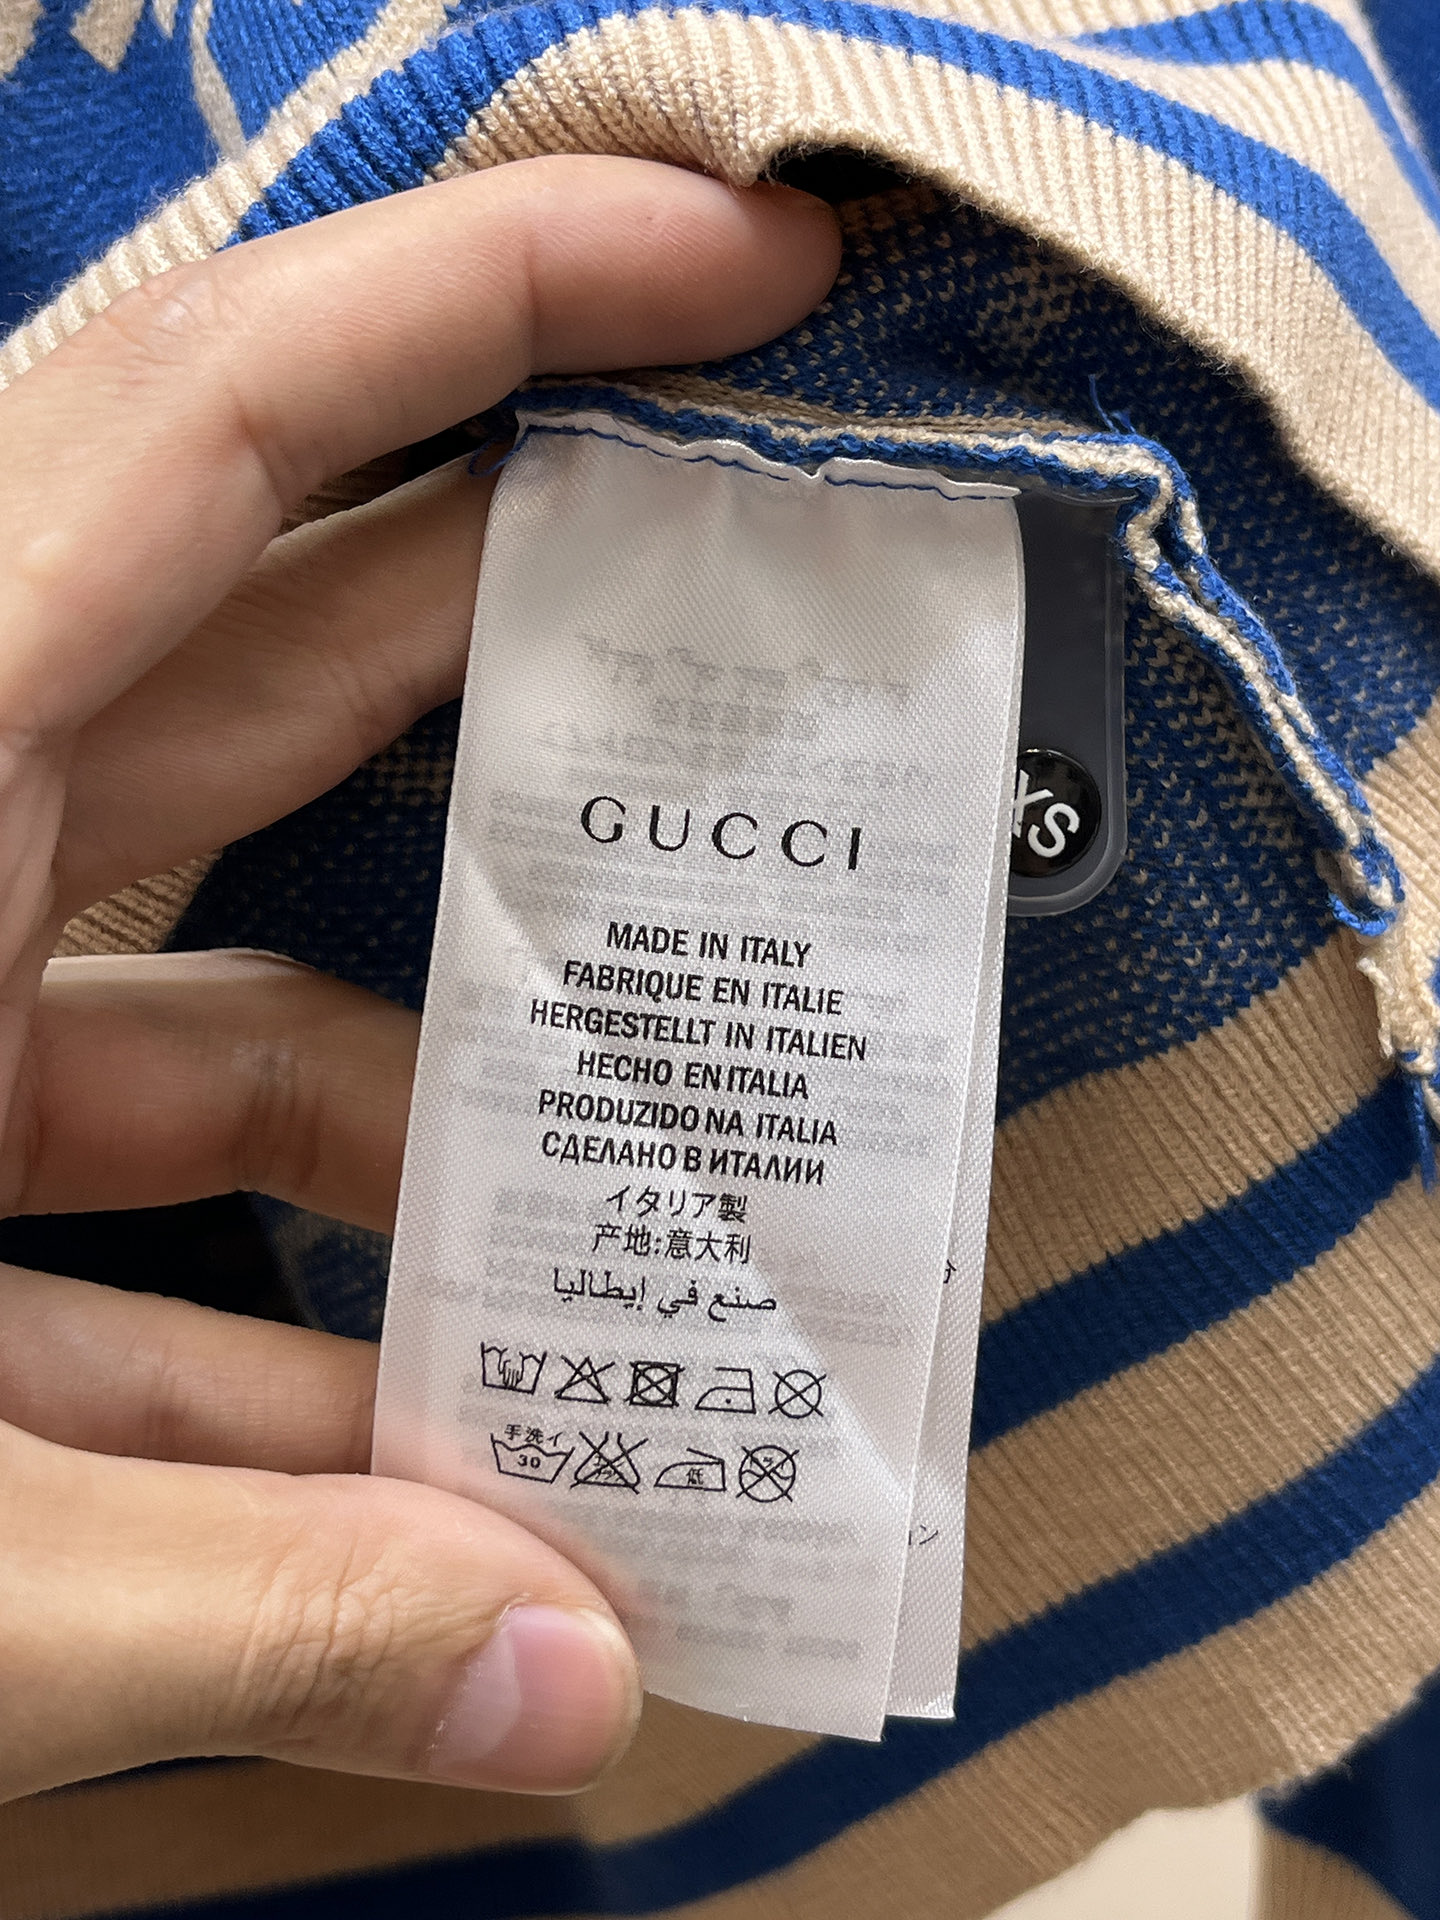 GUCCI
XS
MADE IN ITALY
FABRIQUE EN ITALIE
HERGESTELLT IN ITALIEN
HECHO EN ITALIA
PRODUZIDO NA ITALIA
СДЕЛАНО В ИТАЛИИ
イタリア製
产地:意大利
صنع في إيطاليا
手洗イ
30
低